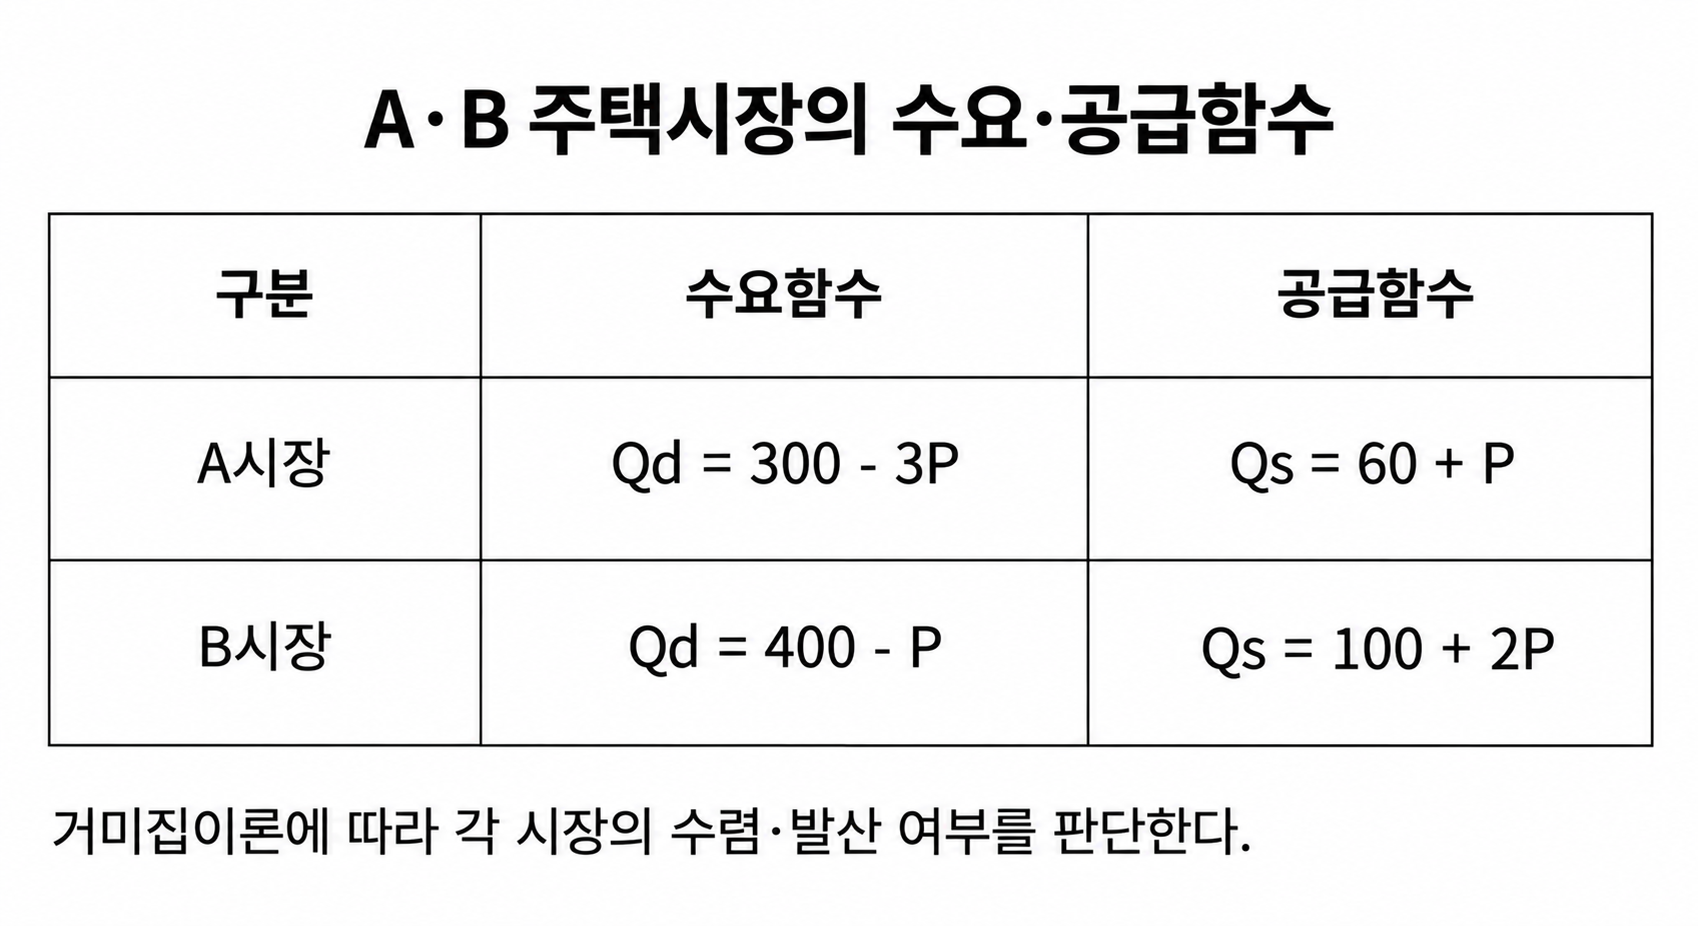 A·B 주택시장의 수요·공급함수
구분 수요함수 공급함수
A시장 Qd = 300 - 3P Qs = 60 + P
B시장 Qd = 400 - P Qs = 100 + 2P
거미집이론에 따라 각 시장의 수렴·발산 여부를 판단한다.